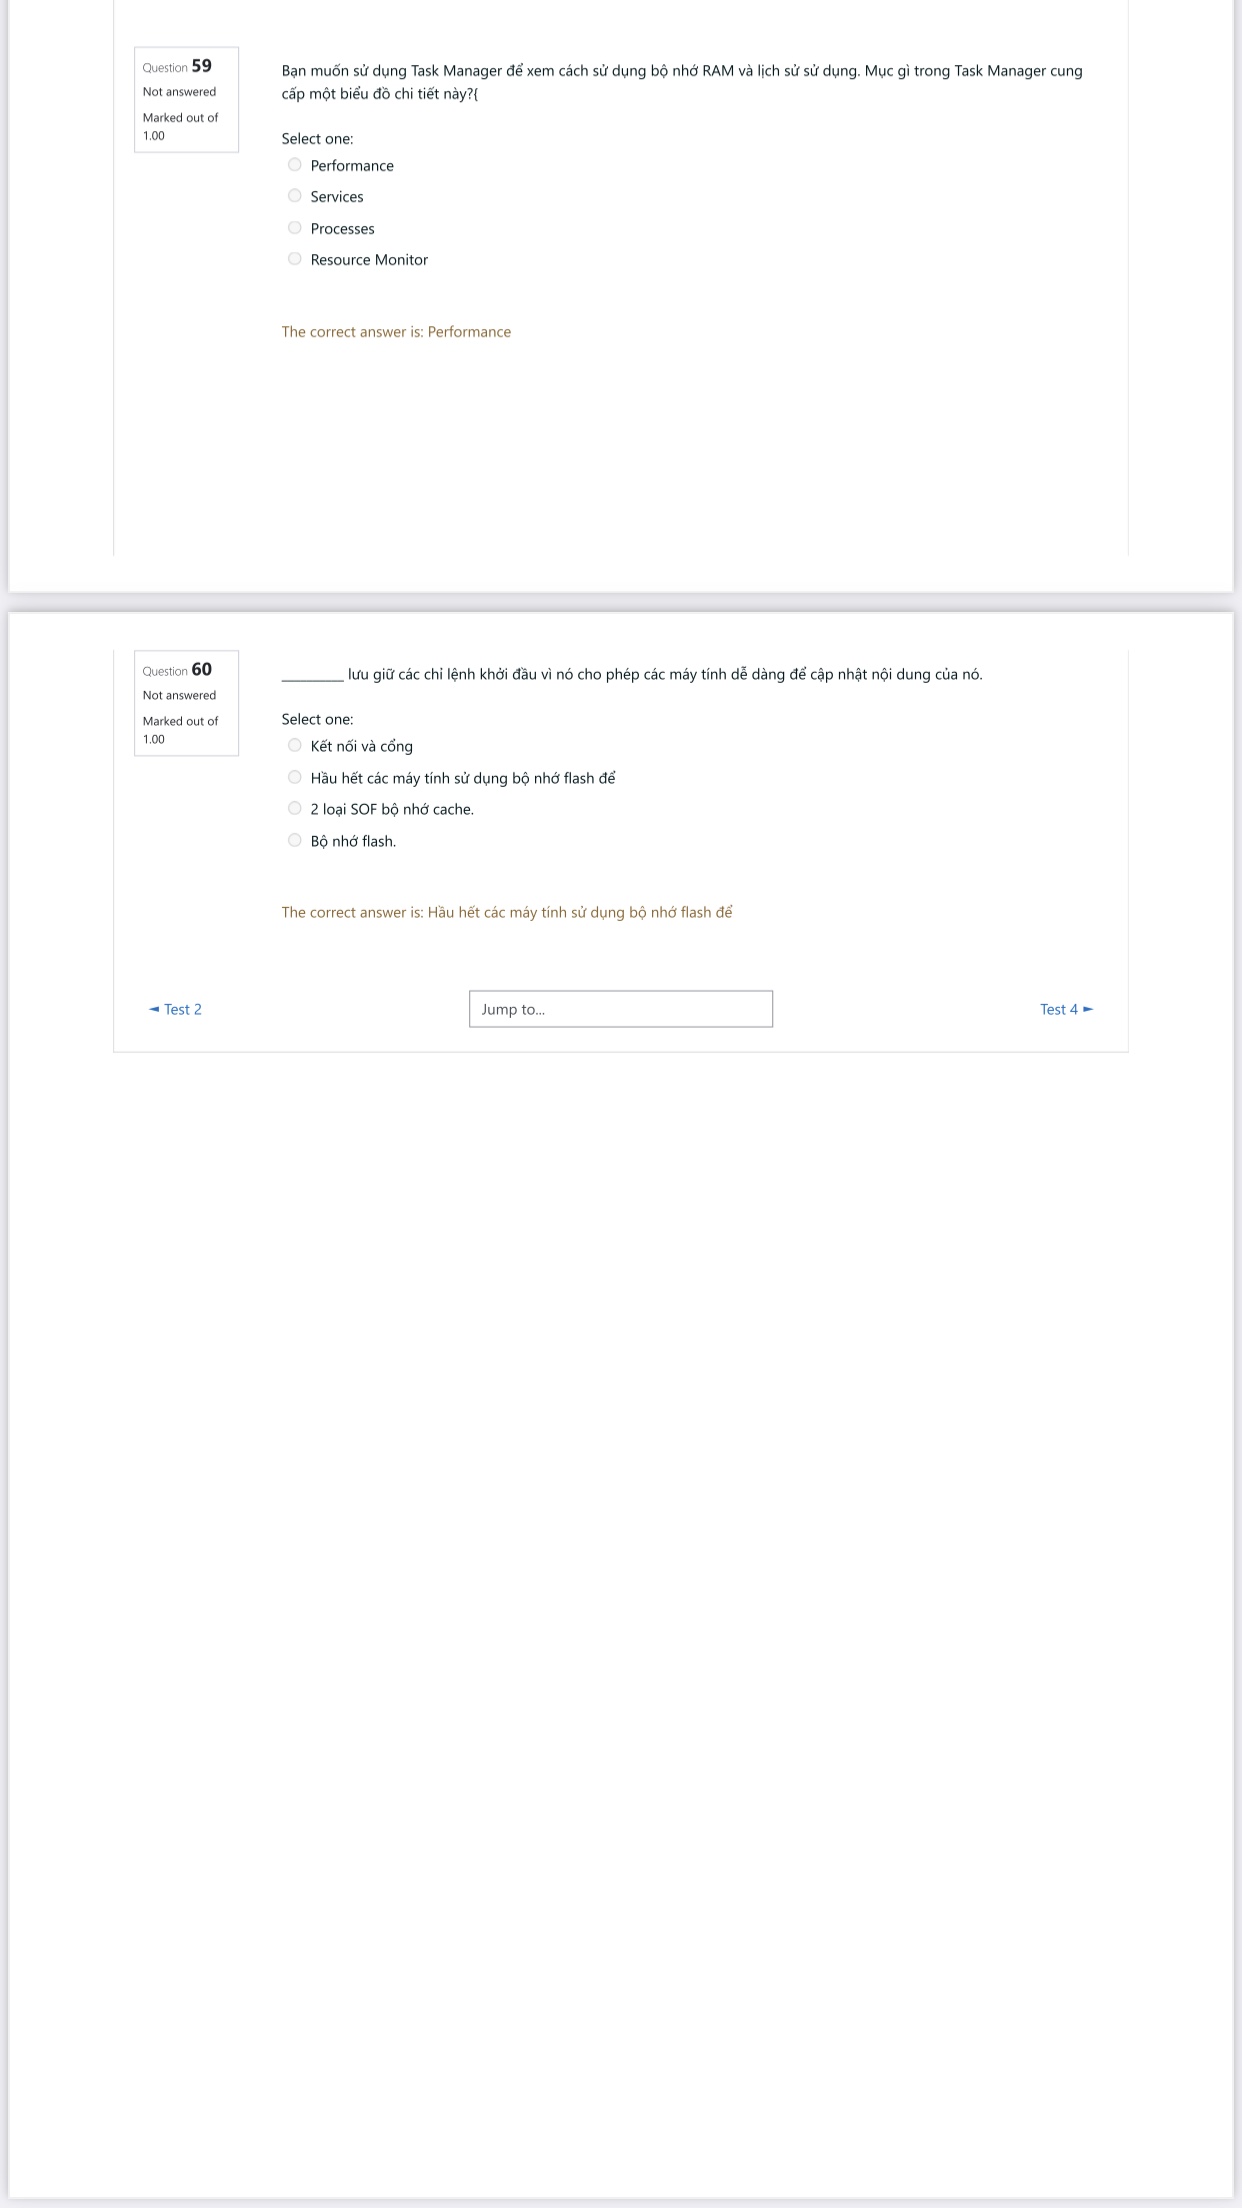 Question 59
Not answered
Marked out of
1.00
Bạn muốn sử dụng Task Manager để xem cách sử dụng bộ nhớ RAM và lịch sử sử dụng. Mục gì trong Task Manager cung
cấp một biểu đồ chi tiết này?{
Select one:
Performance
Services
Processes
Resource Monitor
The correct answer is: Performance
Question 60
Not answered
Marked out of
1.00
________ lưu giữ các chỉ lệnh khởi đầu vì nó cho phép các máy tính dễ dàng để cập nhật nội dung của nó.
Select one:
Kết nối và cổng
Hầu hết các máy tính sử dụng bộ nhớ flash để
2 loại SOF bộ nhớ cache.
Bộ nhớ flash.
The correct answer is: Hầu hết các máy tính sử dụng bộ nhớ flash để
◄ Test 2
Jump to...
Test 4 ►